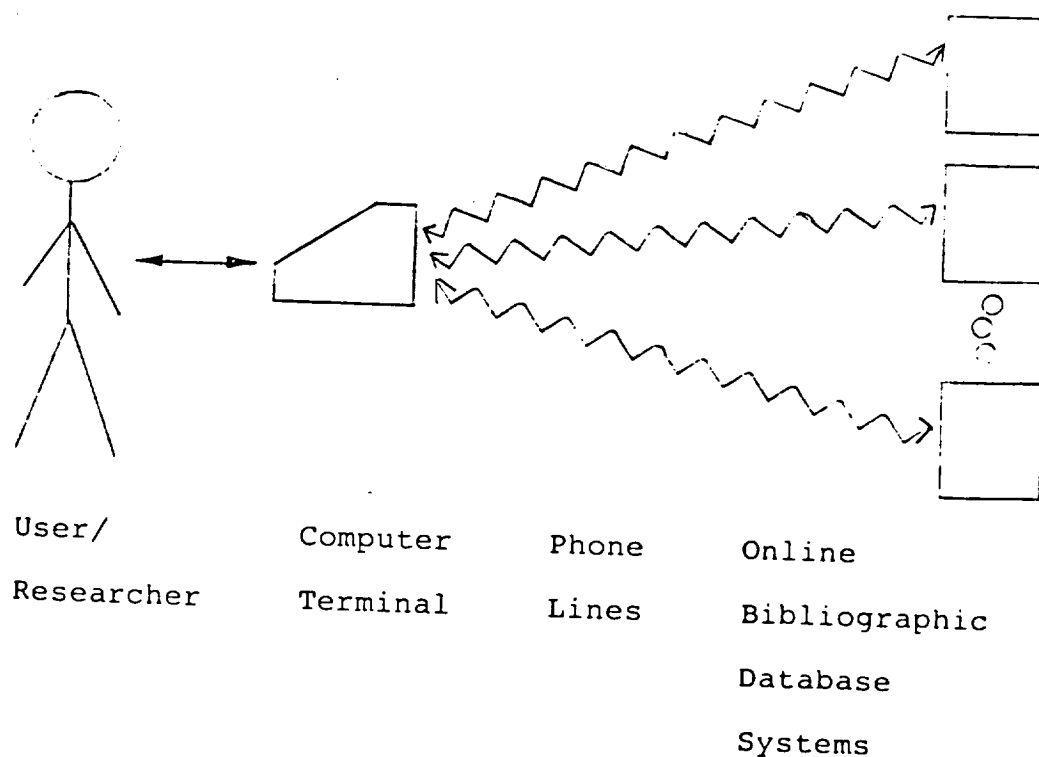 User/
Researcher
Computer
Terminal
Phone
Lines
Online
Bibliographic
Database
Systems